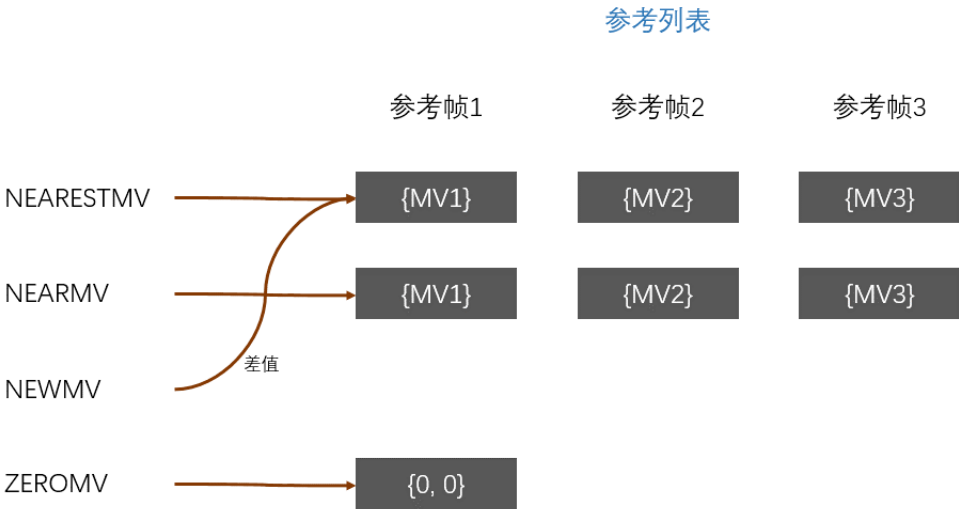 参考列表
参考帧1 参考帧2 参考帧3
NEARESTMV {MV1} {MV2} {MV3}
NEARMV {MV1} {MV2} {MV3}
差值
NEWMV
ZEROMV {0, 0}